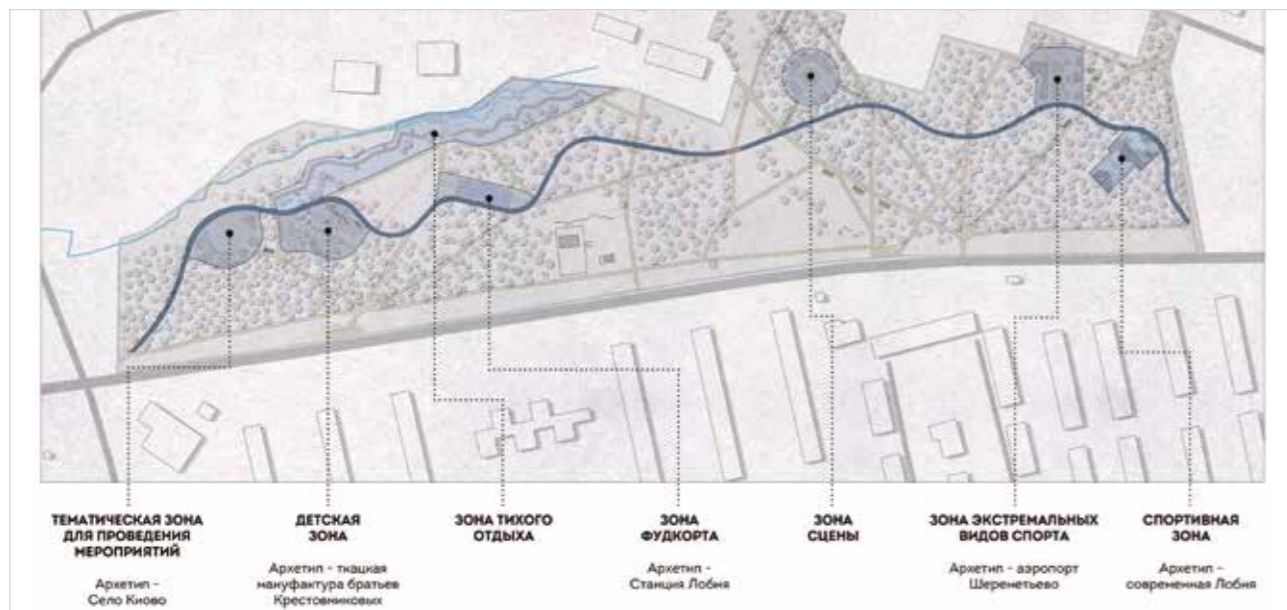 ТЕМАТИЧЕСКАЯ ЗОНА
ДЛЯ ПРОВЕДЕНИЯ
МЕРОПРИЯТИЙ
Архетип –
Село Киово
ДЕТСКАЯ
ЗОНА
Архетип – ткацкая
мануфактура братьев
Крестовниковых
ЗОНА ТИХОГО
ОТДЫХА
ЗОНА
ФУДКОРТА
Архетип –
Станция Лобня
ЗОНА
СЦЕНЫ
ЗОНА ЭКСТРЕМАЛЬНЫХ
ВИДОВ СПОРТА
Архетип – аэропорт
Шереметьево
СПОРТИВНАЯ
ЗОНА
Архетип –
современная Лобня